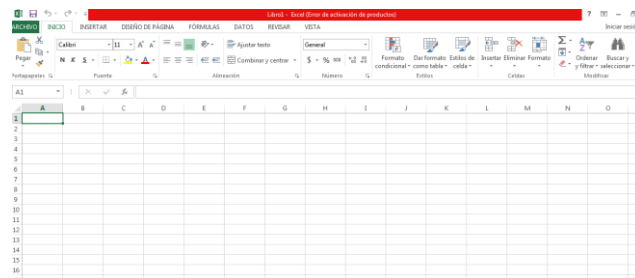 Libro1 - Excel (Error de activación de productos)
ARCHIVO INICIO INSERTAR DISEÑO DE PÁGINA FÓRMULAS DATOS REVISAR VISTA Iniciar sesi
Calibri 11 Ajustar texto General
Pegar N K S Combinar y centrar $ % 000
Formato condicional Dar formato como tabla Estilos de celda Insertar Eliminar Formato Ordenar y filtrar Buscar y seleccionar
Portapapeles Fuente Alineación Número Estilos Celdas Modificar
A1 fx
A B C D E F G H I J K L M N O
1
2
3
4
5
6
7
8
9
10
11
12
13
14
15
16